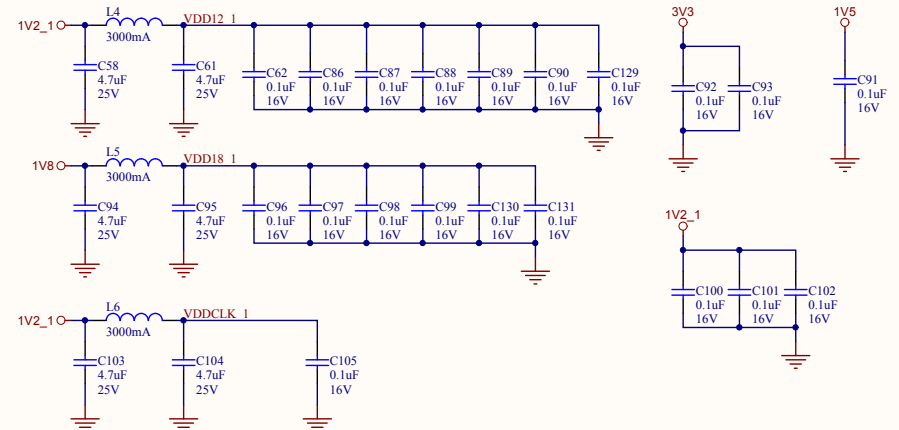 L4
1V2_1
3000mA
VDD12_1
C58
4.7uF
25V
C61
4.7uF
25V
C62
0.1uF
16V
C86
0.1uF
16V
C87
0.1uF
16V
C88
0.1uF
16V
C89
0.1uF
16V
C90
0.1uF
16V
C129
0.1uF
16V
3V3
C92
0.1uF
16V
C93
0.1uF
16V
1V5
C91
0.1uF
16V
L5
1V8
3000mA
VDD18_1
C94
4.7uF
25V
C95
4.7uF
25V
C96
0.1uF
16V
C97
0.1uF
16V
C98
0.1uF
16V
C99
0.1uF
16V
C130
0.1uF
16V
C131
0.1uF
16V
1V2_1
C100
0.1uF
16V
C101
0.1uF
16V
C102
0.1uF
16V
L6
1V2_1
3000mA
VDDCLK_1
C103
4.7uF
25V
C104
4.7uF
25V
C105
0.1uF
16V